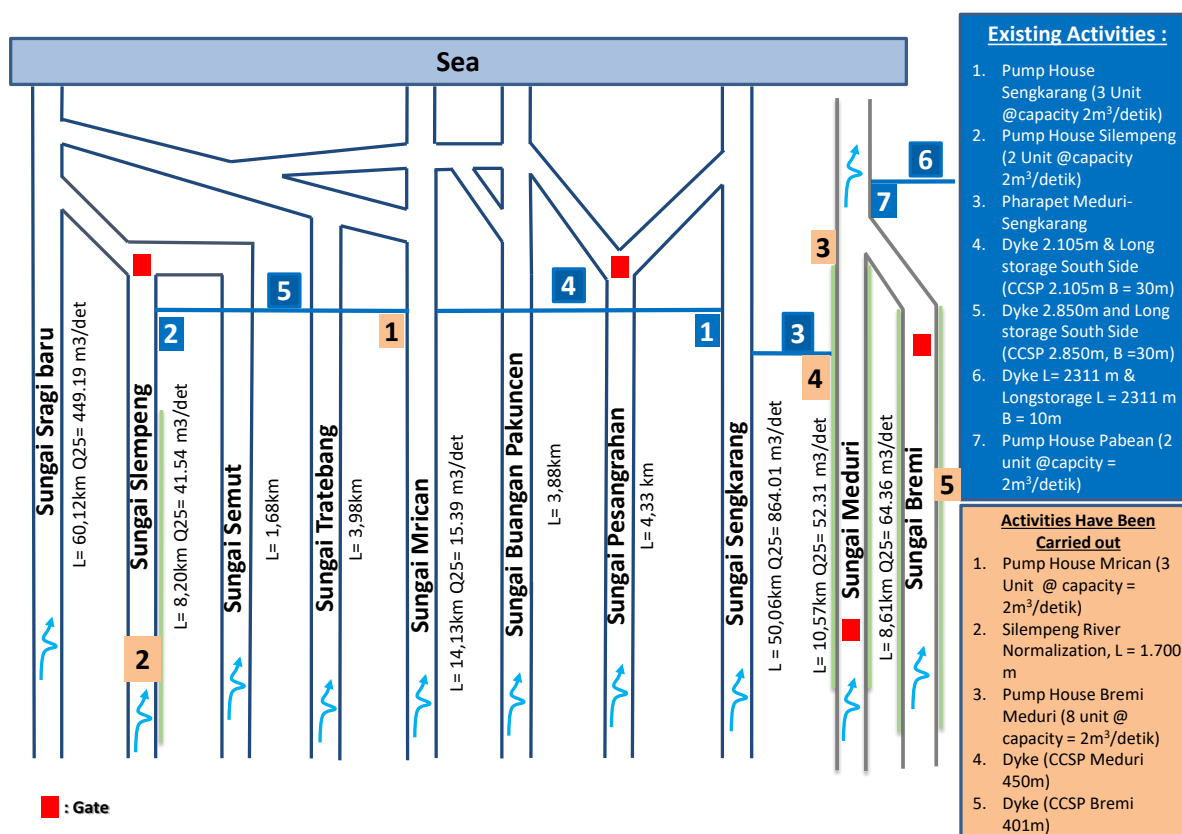 Sea
6
7
3
5
4
2
1
1
3
4
5
2
Sungai Sragi baru
L= 60,12km Q25= 449.19 m3/det
Sungai Slempeng
L= 8,20km Q25= 41.54 m3/det
Sungai Semut
L= 1,68km
Sungai Tratebang
L= 3,98km
Sungai Mrican
L= 14,13km Q25= 15.39 m3/det
Sungai Buangan Pakuncen
L= 3,88km
Sungai Pesangrahan
L= 4,33 km
Sungai Sengkarang
L= 50,06km Q25= 864.01 m3/det
L= 10,57km Q25= 52.31 m3/det
Sungai Meduri
L= 8,61km Q25= 64.36 m3/det
Sungai Bremi
: Gate
Existing Activities :
1. Pump House
Sengkarang (3 Unit
@capacity 2m³/detik)
2. Pump House Silempeng
(2 Unit @capacity
2m³/detik)
3. Pharapet Meduri-
Sengkarang
4. Dyke 2.105m & Long
storage South Side
(CCSP 2.105m B = 30m)
5. Dyke 2.850m and Long
storage South Side
(CCSP 2.850m, B =30m)
6. Dyke L= 2311 m &
Longstorage L = 2311 m
B = 10m
7. Pump House Pabean (2
unit @capcity =
2m³/detik)
Activities Have Been
Carried out
1. Pump House Mrican (3
Unit @ capacity =
2m³/detik)
2. Silempeng River
Normalization, L = 1.700
m
3. Pump House Bremi
Meduri (8 unit @
capacity = 2m³/detik)
4. Dyke (CCSP Meduri
450m)
5. Dyke (CCSP Bremi
401m)